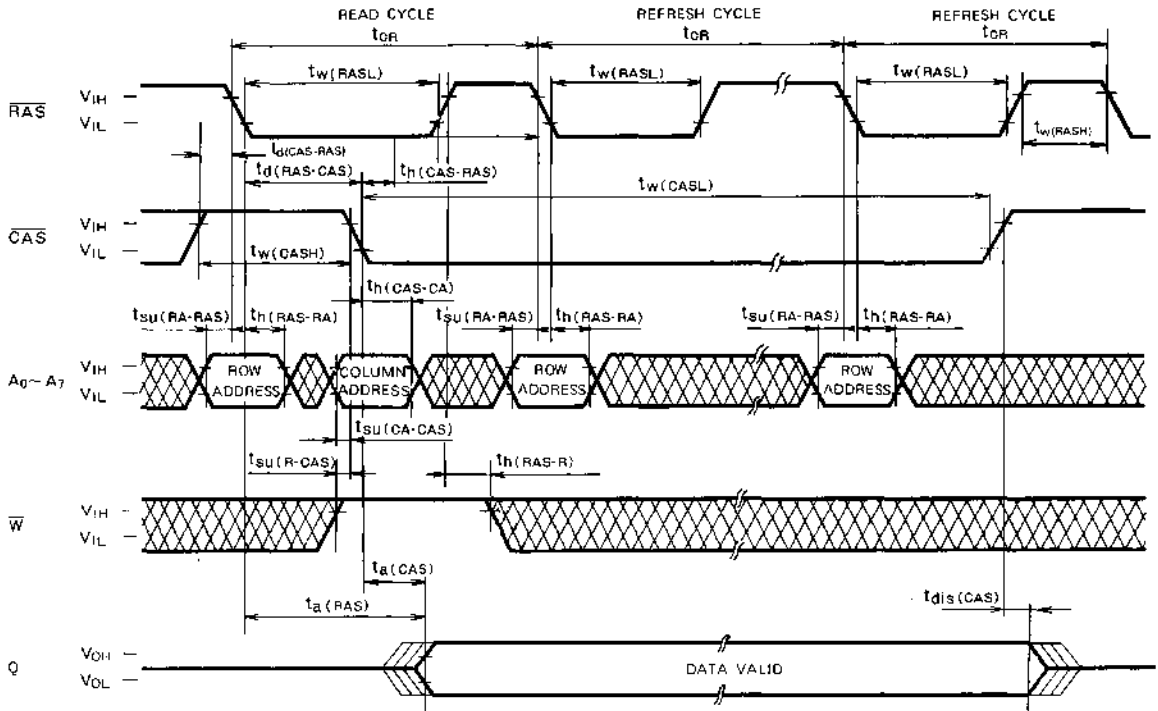 READ CYCLE REFRESH CYCLE REFRESH CYCLE
tCR tCR tCR
tw(RASL) tw(RASL) tw(RASL)
RAS VIH
VIL
tw(RASH)
td(CAS-RAS)
td(RAS-CAS) th(CAS-RAS)
tw(CASL)
CAS VIH
VIL
tw(CASH)
th(CAS-CA)
tsu(RA-RAS) th(RAS-RA) tsu(RA-RAS) th(RAS-RA) tsu(RA-RAS) th(RAS-RA)
A0~A7 VIH
VIL
ROW ADDRESS
COLUMN ADDRESS
ROW ADDRESS
ROW ADDRESS
tsu(CA-CAS)
tsu(R-CAS) th(RAS-R)
W VIH
VIL
ta(CAS)
ta(RAS)
tdis(CAS)
Q VOH
VOL
DATA VALID